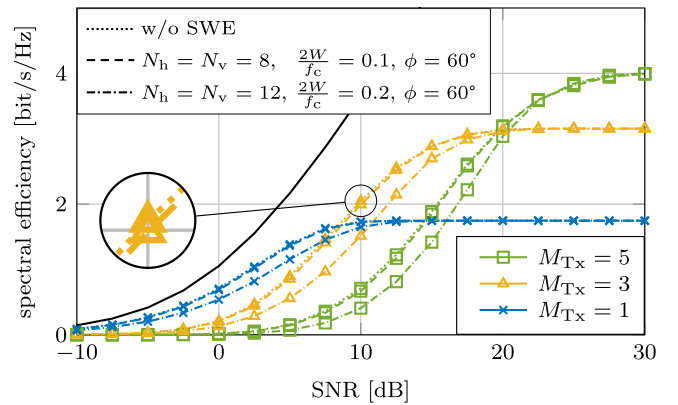 w/o SWE
N_h = N_v = 8, 2W/f_c = 0.1, ϕ = 60°
N_h = N_v = 12, 2W/f_c = 0.2, ϕ = 60°
4
2
0
spectral efficiency [bit/s/Hz]
M_Tx = 5
M_Tx = 3
M_Tx = 1
−10 0 10 20 30
SNR [dB]